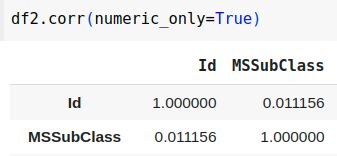 df2.corr(numeric_only=True)
Id MSSubClass
Id 1.000000 0.011156
MSSubClass 0.011156 1.000000